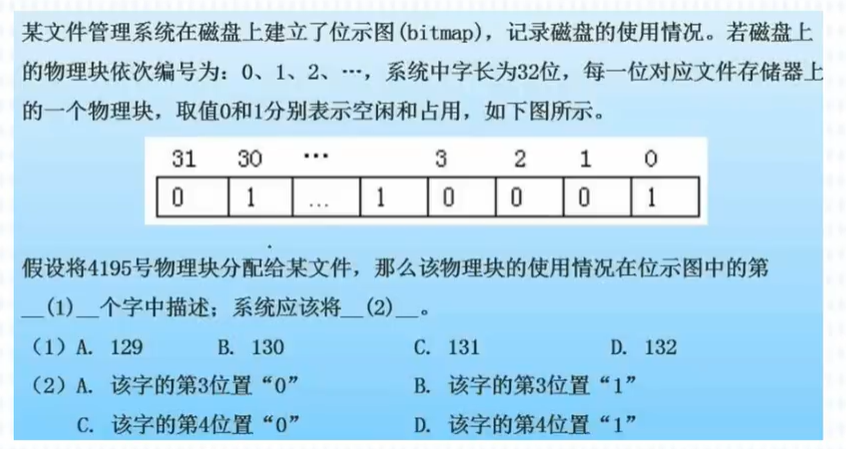 某文件管理系统在磁盘上建立了位示图(bitmap)，记录磁盘的使用情况。若磁盘上
的物理块依次编号为：0、1、2、…，系统中字长为32位，每一位对应文件存储器上
的一个物理块，取值0和1分别表示空闲和占用，如下图所示。
31 30 … 3 2 1 0
0 1 … 1 0 0 0 1
假设将4195号物理块分配给某文件，那么该物理块的使用情况在位示图中的第
__(1)__个字中描述；系统应该将__(2)__。
（1）A. 129 B. 130 C. 131 D. 132
（2）A. 该字的第3位置“0” B. 该字的第3位置“1”
C. 该字的第4位置“0” D. 该字的第4位置“1”